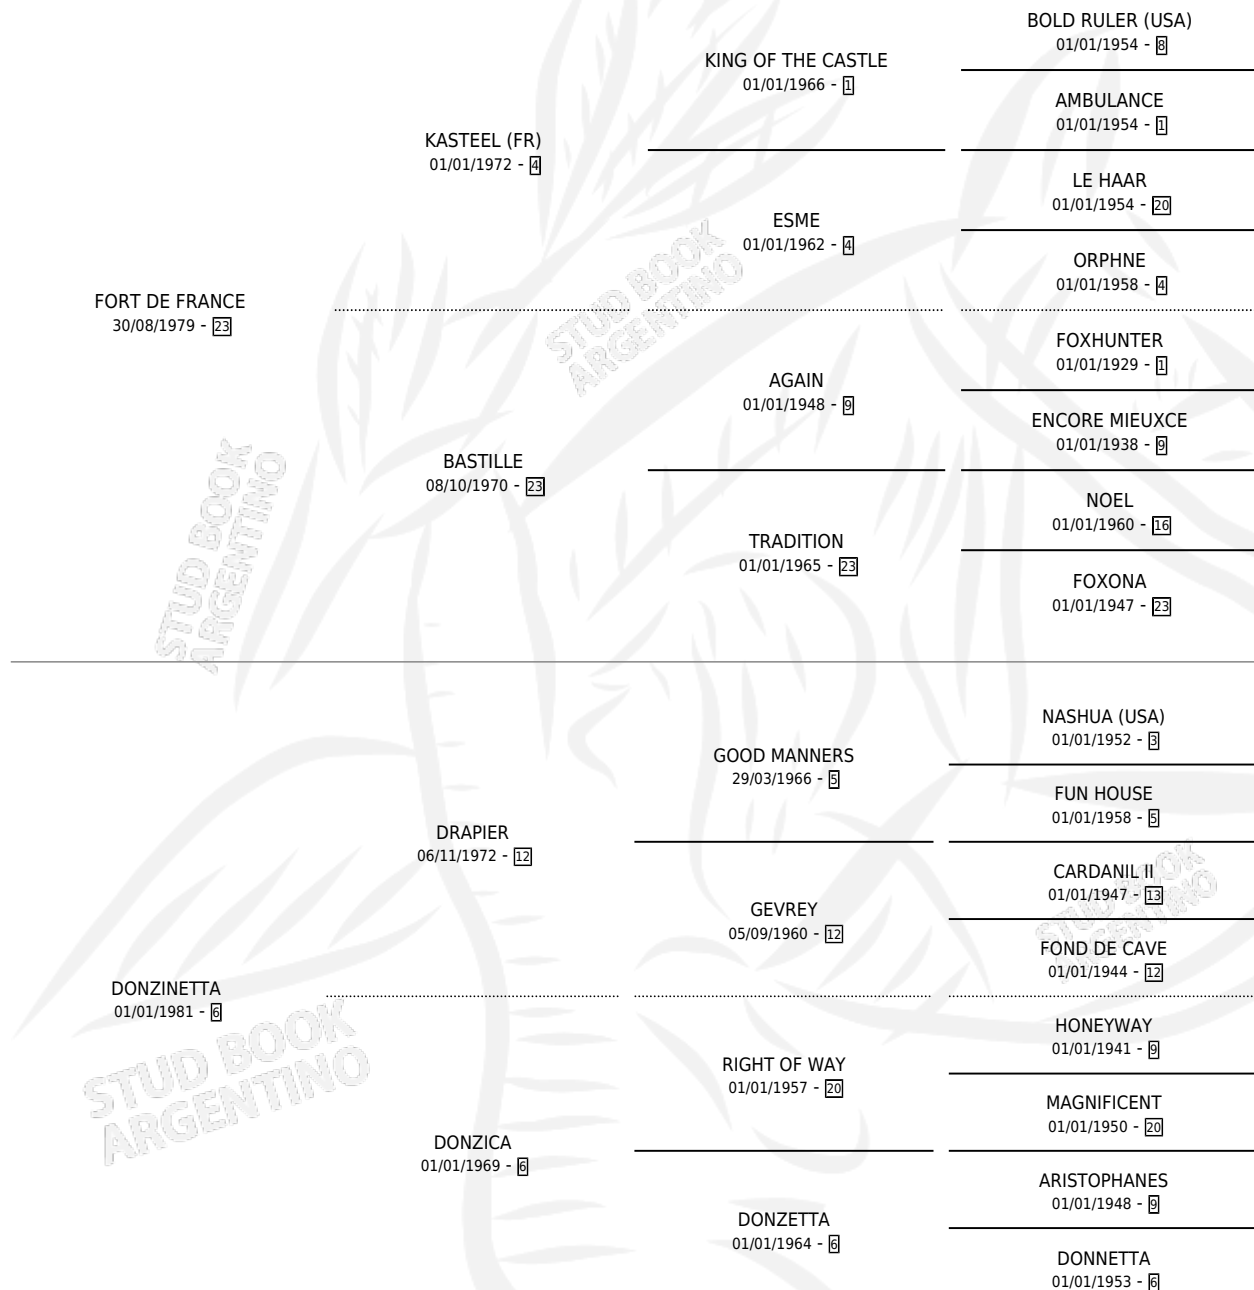 BOLD RULER (USA)
01/01/1954 - 8
KING OF THE CASTLE
01/01/1966 - 1
AMBULANCE
01/01/1954 - 1
KASTEEL (FR)
01/01/1972 - 4
LE HAAR
01/01/1954 - 20
ESME
01/01/1962 - 4
ORPHNE
01/01/1958 - 4
FORT DE FRANCE
30/08/1979 - 23
FOXHUNTER
01/01/1929 - 1
AGAIN
01/01/1948 - 9
ENCORE MIEUXCE
01/01/1938 - 9
BASTILLE
08/10/1970 - 23
NOEL
01/01/1960 - 16
TRADITION
01/01/1965 - 23
FOXONA
01/01/1947 - 23
STUD BOOK
ARGENTINO
STUD BOOK
ARGENTINO
NASHUA (USA)
01/01/1952 - 3
GOOD MANNERS
29/03/1966 - 5
FUN HOUSE
01/01/1958 - 5
DRAPIER
06/11/1972 - 12
CARDANIL II
01/01/1947 - 13
GEVREY
05/09/1960 - 12
FOND DE CAVE
01/01/1944 - 12
STUD BOOK
ARGENTINO
DONZINETTA
01/01/1981 - 6
HONEYWAY
01/01/1941 - 9
RIGHT OF WAY
01/01/1957 - 20
MAGNIFICENT
01/01/1950 - 20
STUD BOOK
ARGENTINO
DONZICA
01/01/1969 - 6
ARISTOPHANES
01/01/1948 - 9
DONZETTA
01/01/1964 - 6
DONNETTA
01/01/1953 - 6